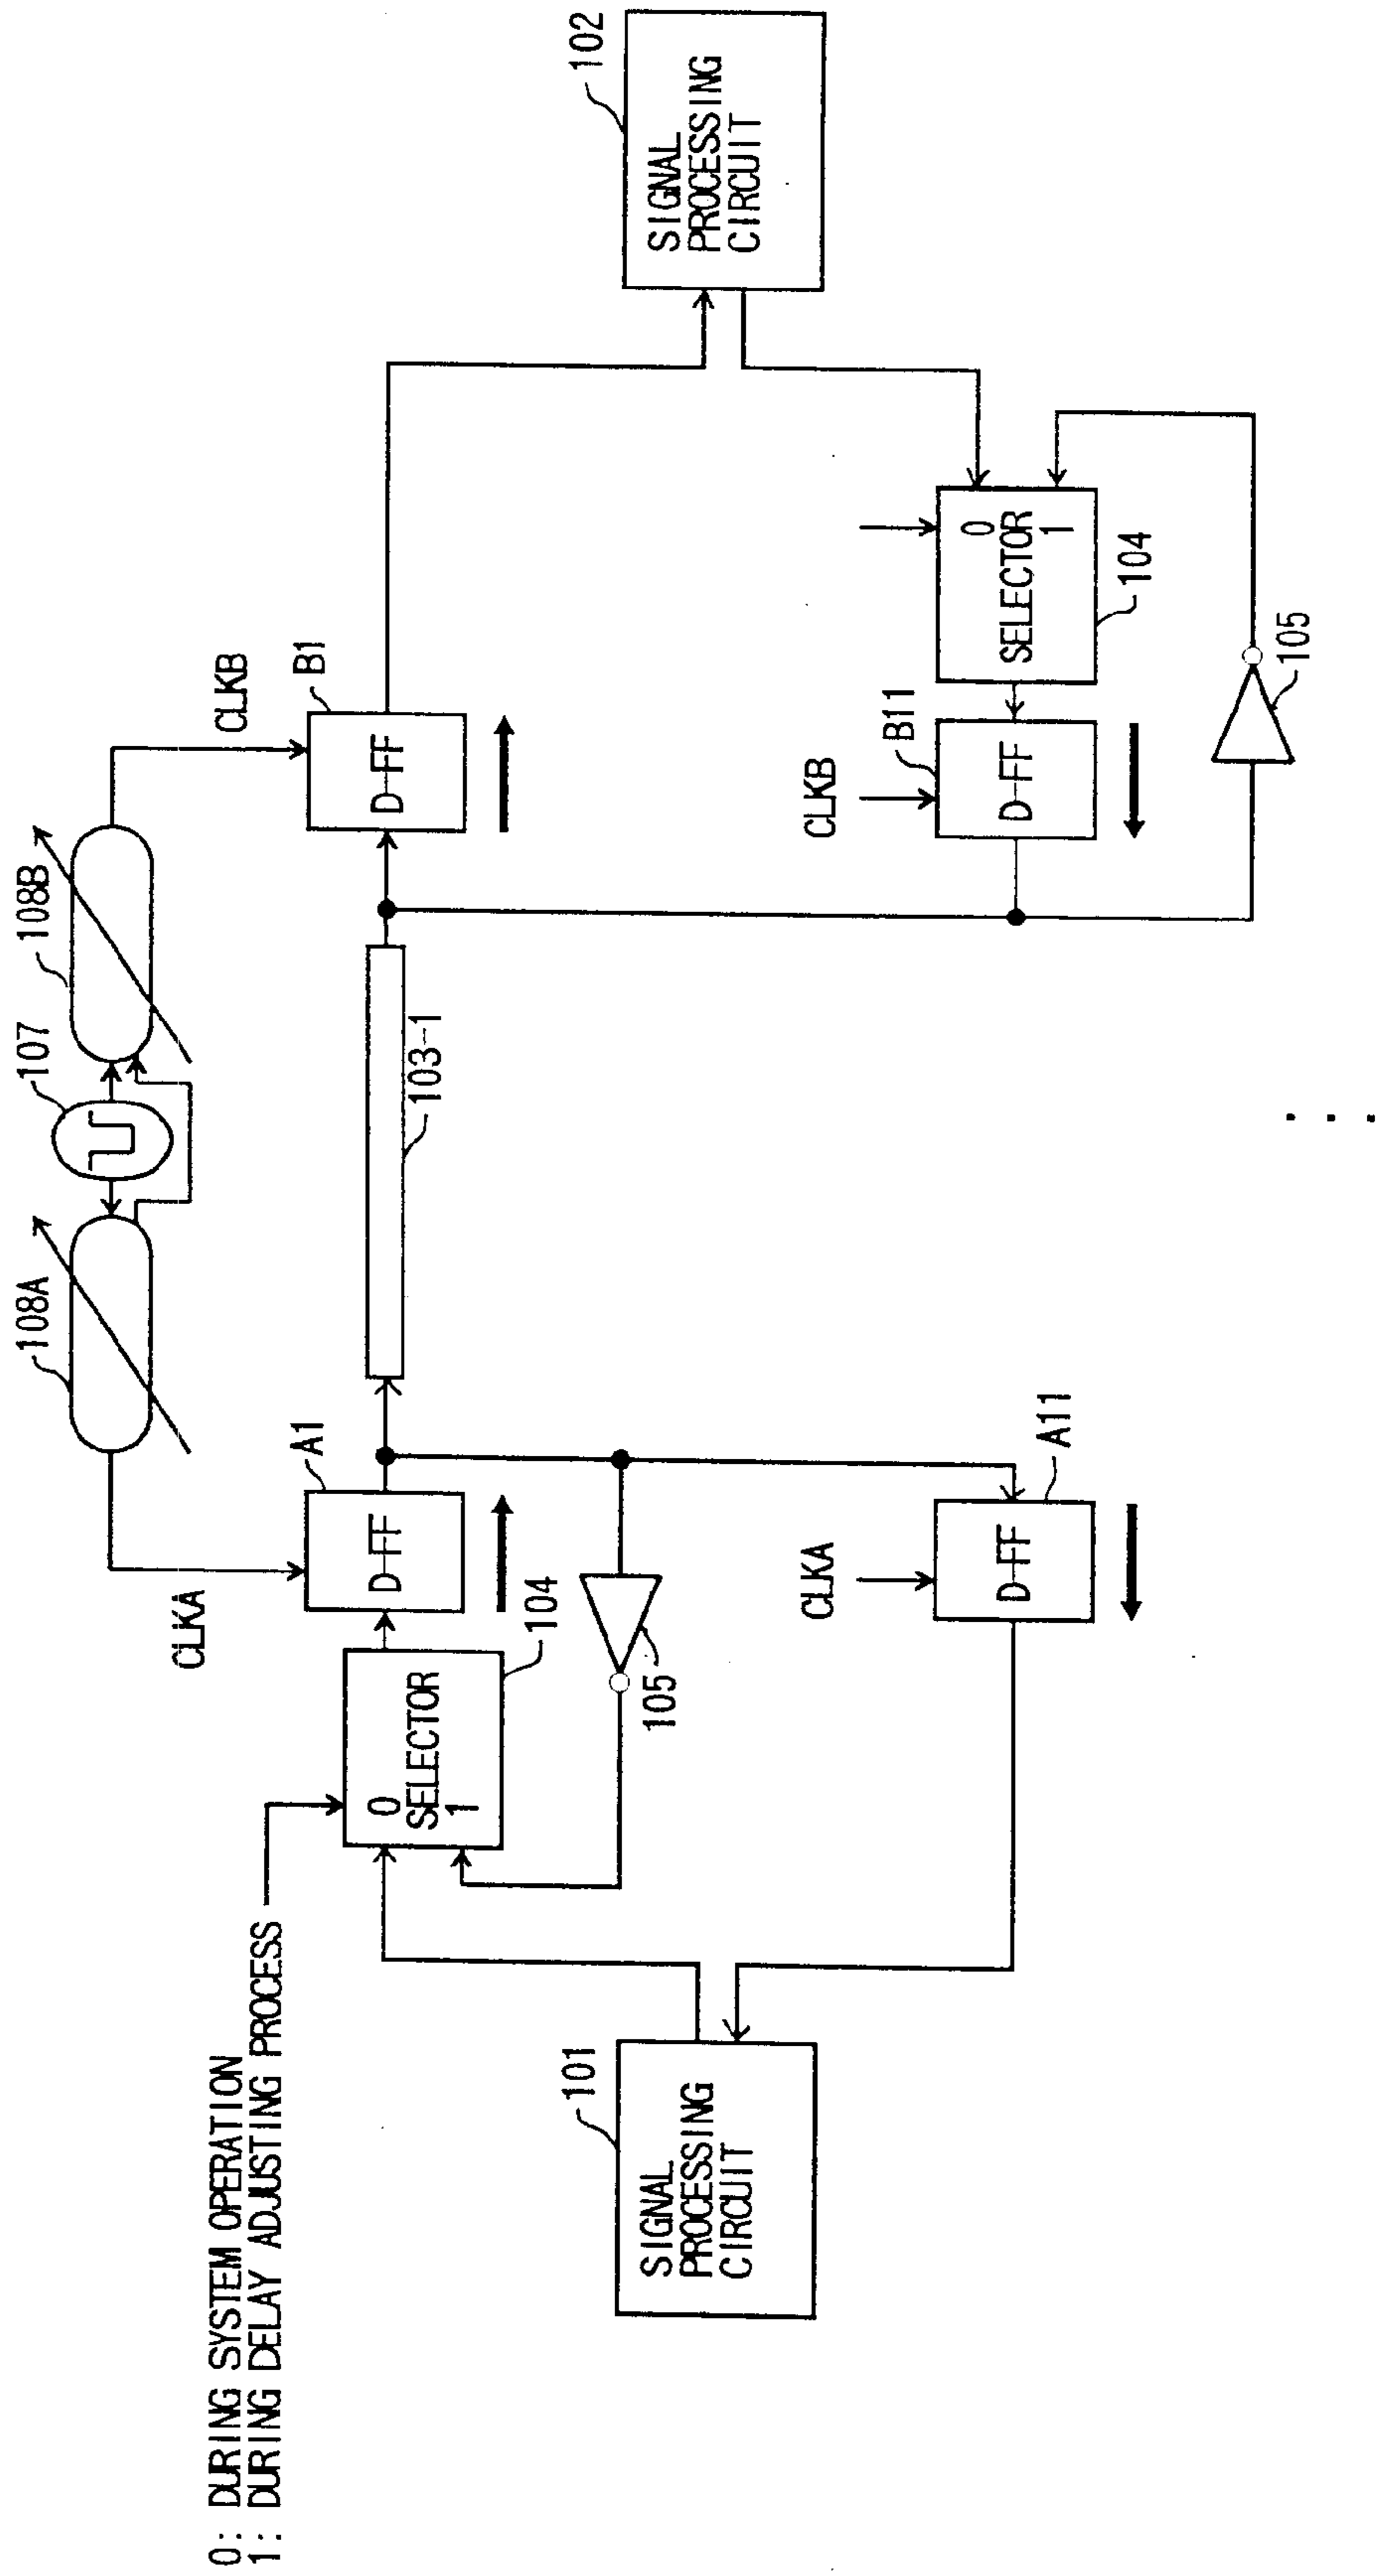 0: DURING SYSTEM OPERATION
1: DURING DELAY ADJUSTING PROCESS
108A
107
108B
CLKA
A1
CLKB
B1
D-FF
D-FF
0
SELECTOR
1
104
103-1
105
101
SIGNAL
PROCESSING
CIRCUIT
102
SIGNAL
PROCESSING
CIRCUIT
CLKA
A11
D-FF
CLKB
B11
D-FF
0
SELECTOR
1
104
105